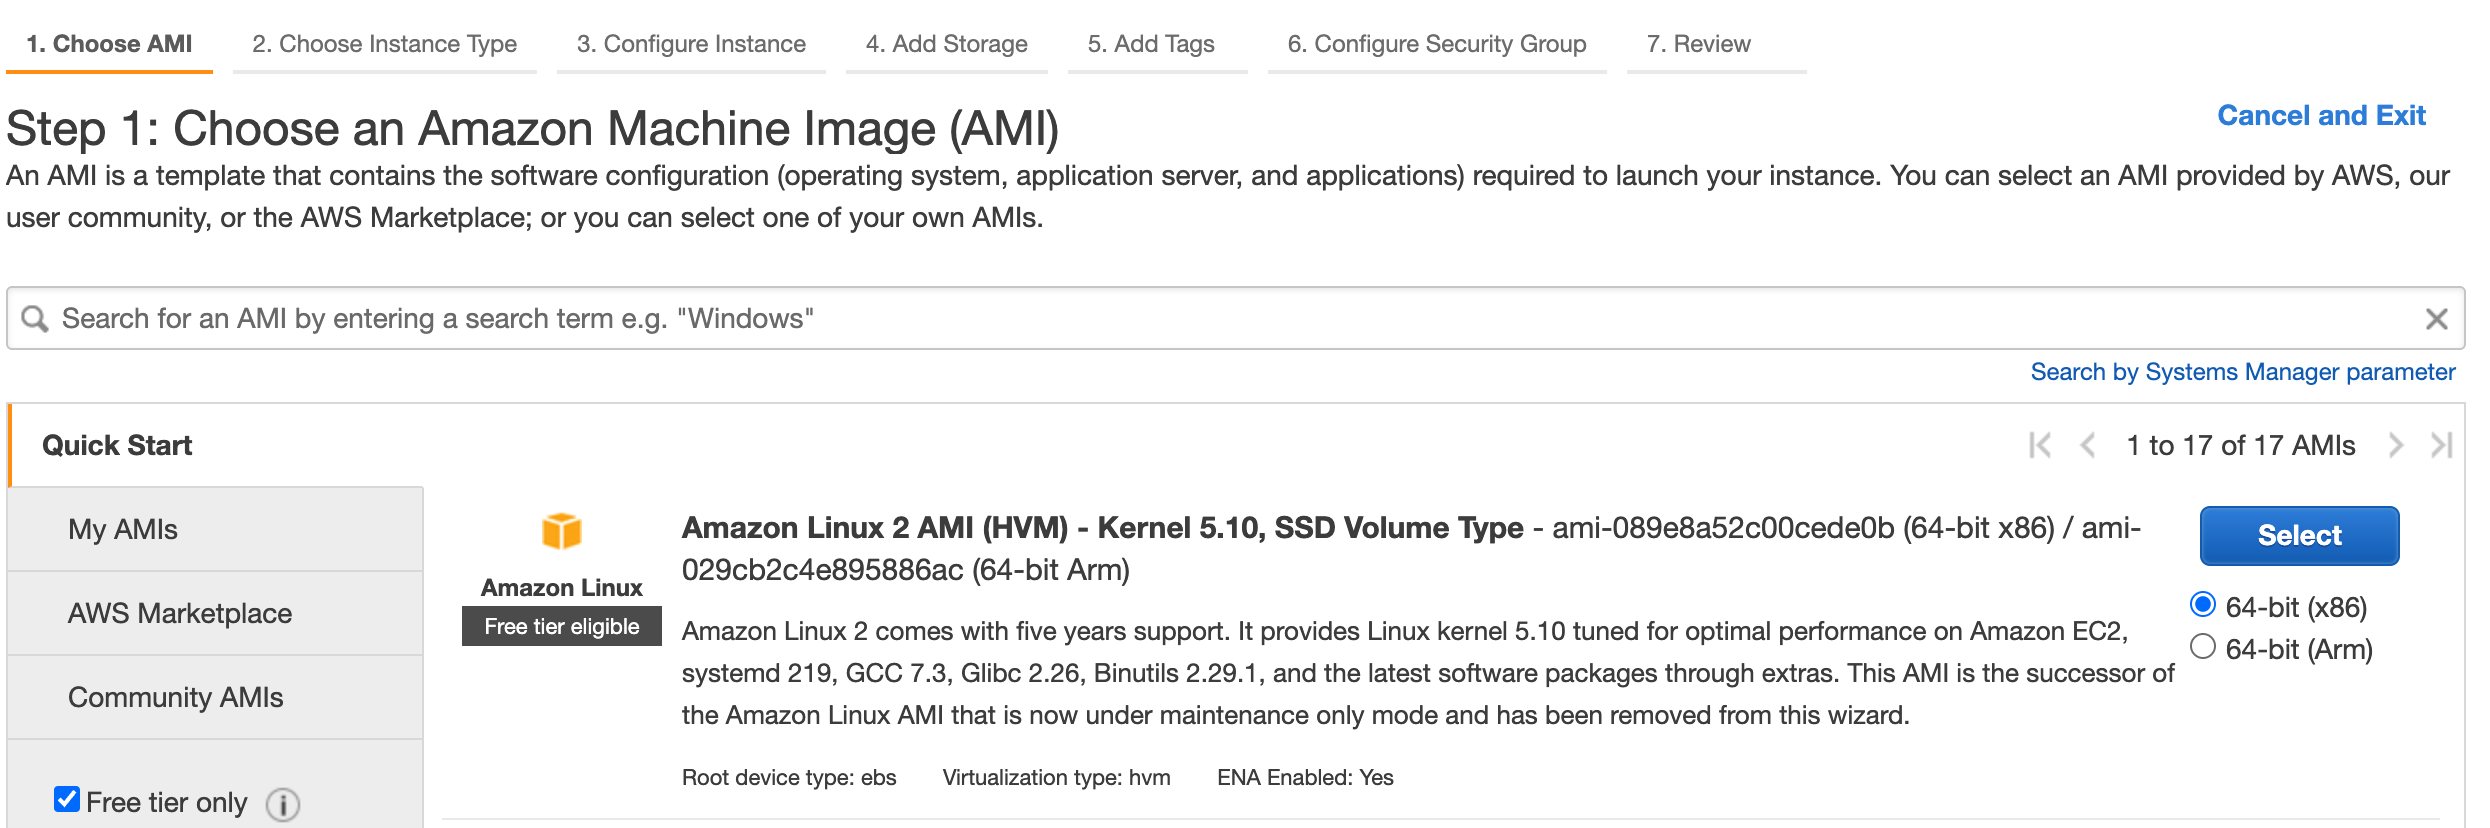 1. Choose AMI 2. Choose Instance Type 3. Configure Instance 4. Add Storage 5. Add Tags 6. Configure Security Group 7. Review
Step 1: Choose an Amazon Machine Image (AMI)
Cancel and Exit
An AMI is a template that contains the software configuration (operating system, application server, and applications) required to launch your instance. You can select an AMI provided by AWS, our
user community, or the AWS Marketplace; or you can select one of your own AMIs.
Search for an AMI by entering a search term e.g. "Windows"
Search by Systems Manager parameter
Quick Start
1 to 17 of 17 AMIs
My AMIs
AWS Marketplace
Community AMIs
Free tier only
Amazon Linux
Free tier eligible
Amazon Linux 2 AMI (HVM) - Kernel 5.10, SSD Volume Type - ami-089e8a52c00cede0b (64-bit x86) / ami-
029cb2c4e895886ac (64-bit Arm)
Amazon Linux 2 comes with five years support. It provides Linux kernel 5.10 tuned for optimal performance on Amazon EC2,
systemd 219, GCC 7.3, Glibc 2.26, Binutils 2.29.1, and the latest software packages through extras. This AMI is the successor of
the Amazon Linux AMI that is now under maintenance only mode and has been removed from this wizard.
Root device type: ebs Virtualization type: hvm ENA Enabled: Yes
Select
64-bit (x86)
64-bit (Arm)